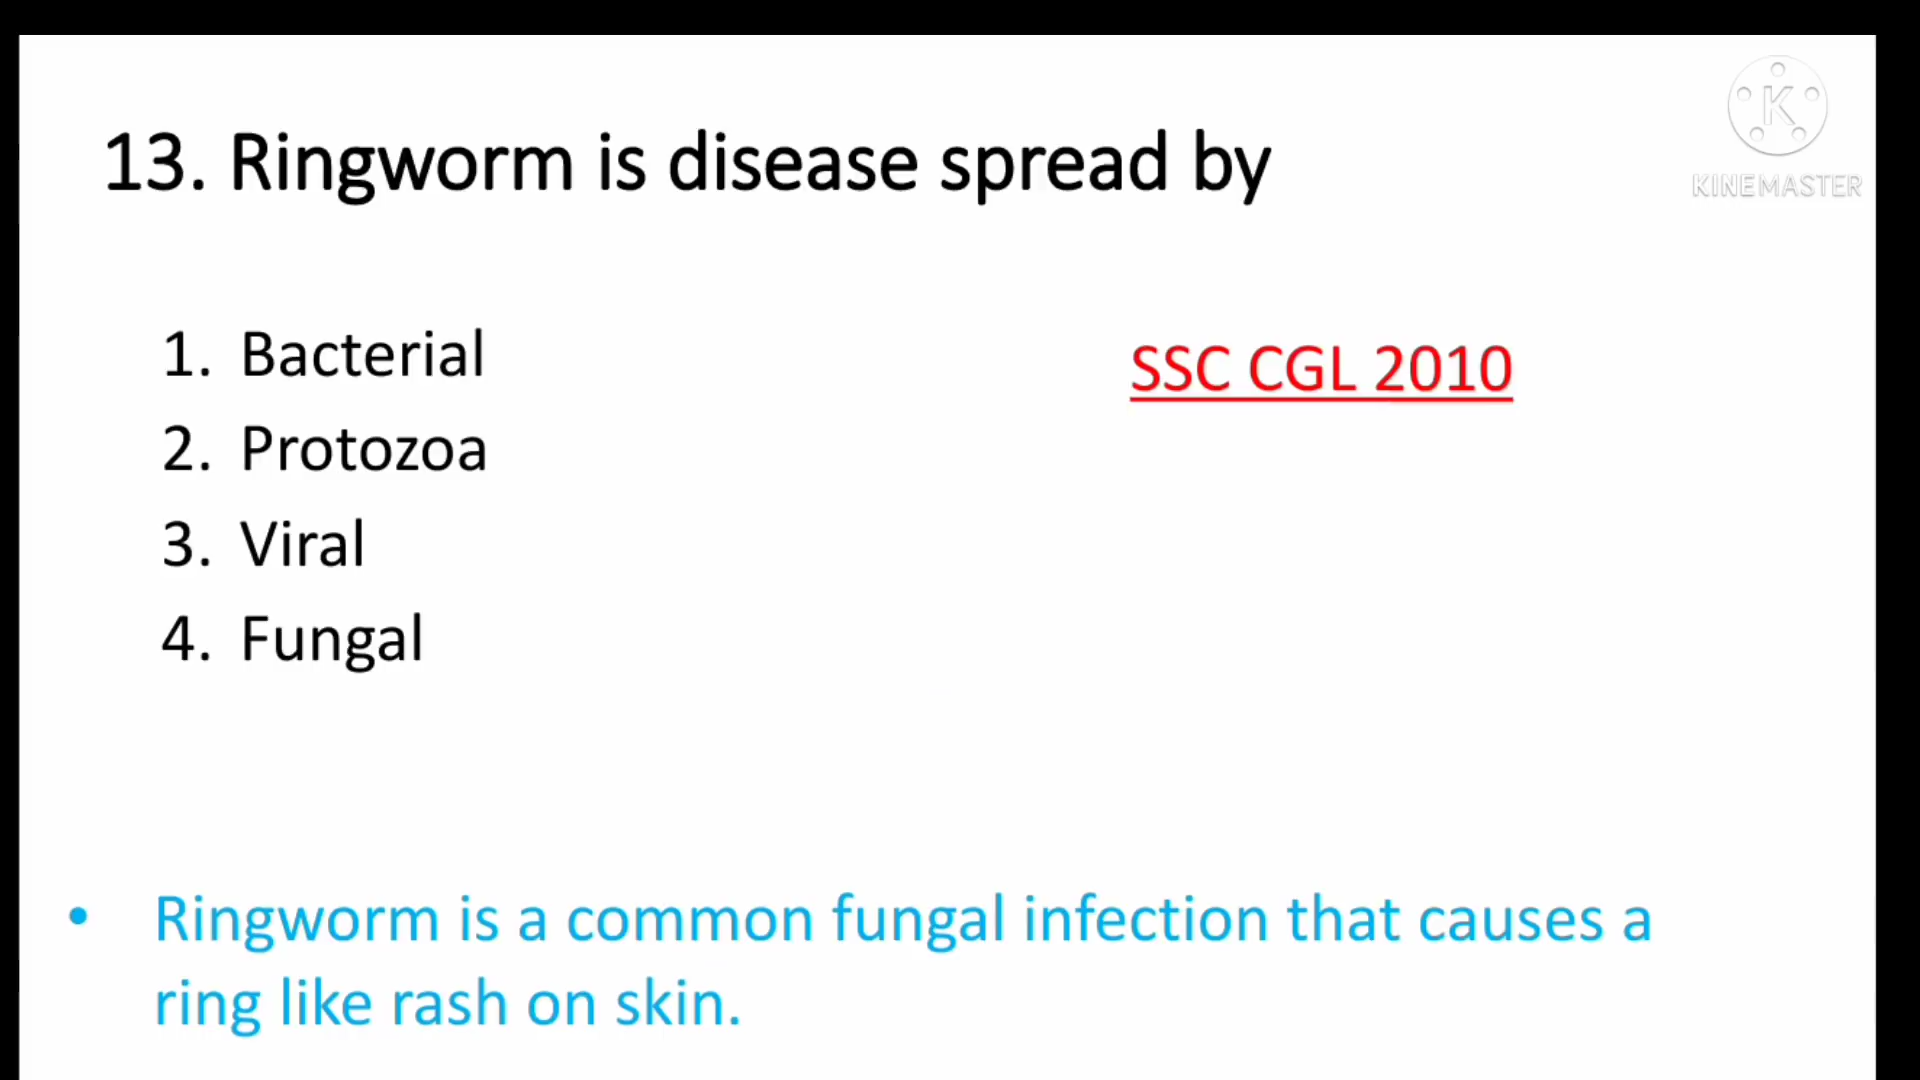 K
KINEMASTER
13. Ringworm is disease spread by
1. Bacterial
SSC CGL 2010
2. Protozoa
3. Viral
4. Fungal
• Ringworm is a common fungal infection that causes a
ring like rash on skin.